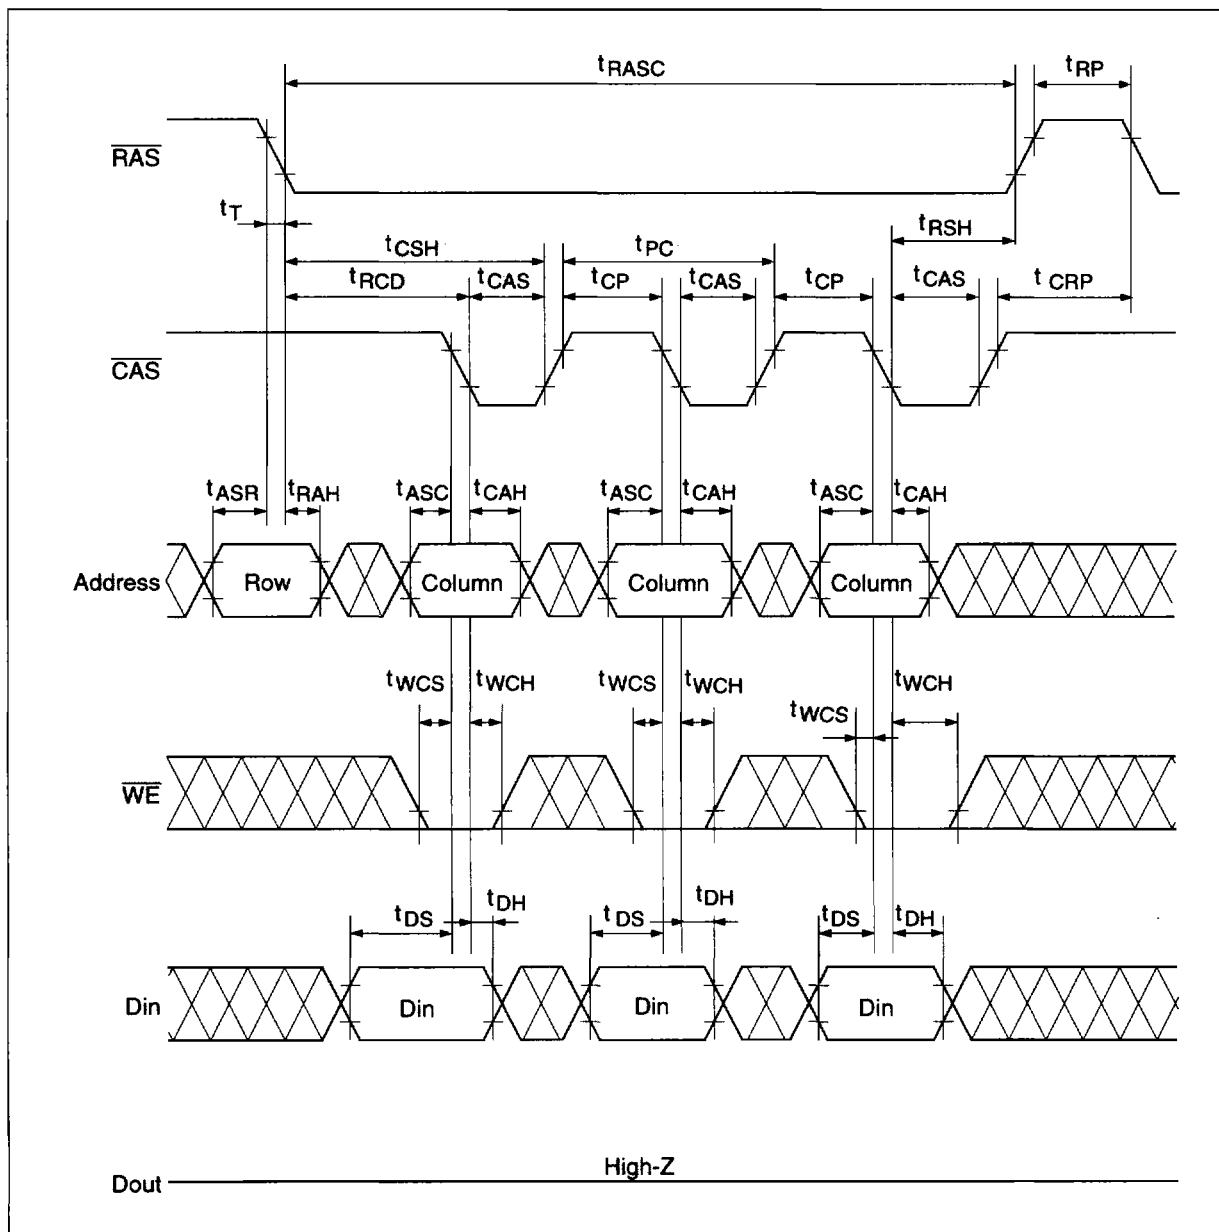 tRASC tRP
RAS
tT
tRSH
tCSH tPC
tRCD tCAS tCP tCAS tCP tCAS tCRP
CAS
tASR tRAH tASC tCAH tASC tCAH tASC tCAH
Address Row Column Column Column
tWCS tWCH tWCS tWCH tWCS tWCH
WE
tDS tDH tDS tDH tDS tDH
Din Din Din Din
High-Z
Dout